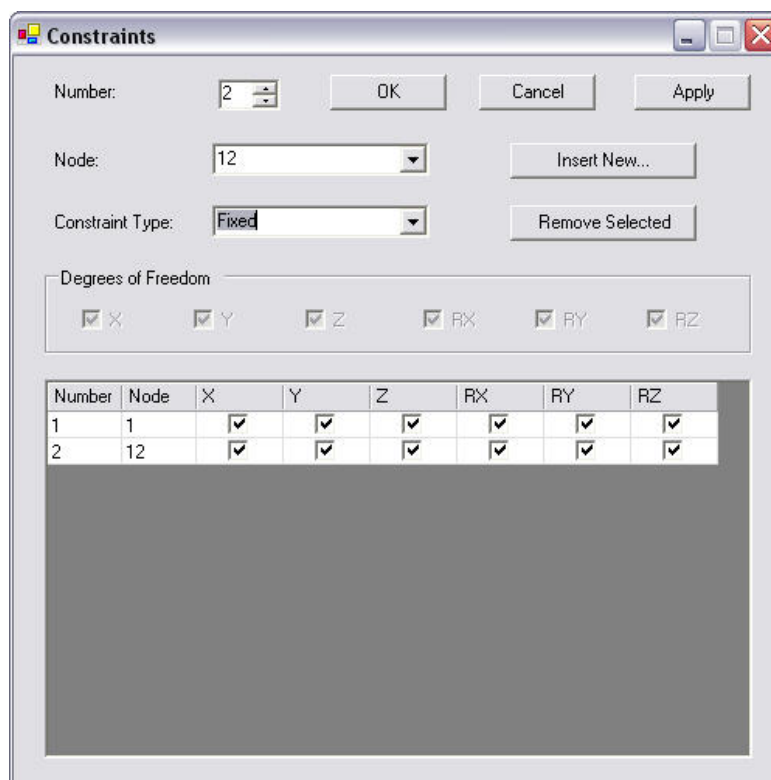 Constraints
Number: 2 OK Cancel Apply
Node: 12 Insert New...
Constraint Type: Fixed Remove Selected
Degrees of Freedom
X Y Z RX RY RZ
Number Node X Y Z RX RY RZ
1 1
2 12